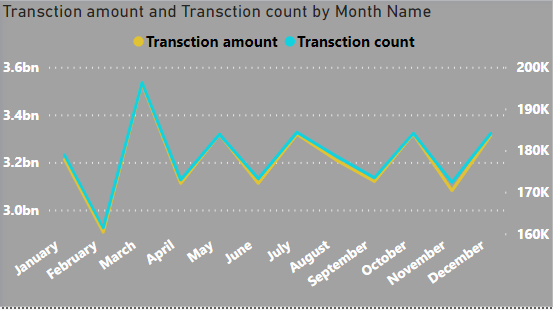 Transction amount and Transction count by Month Name
Transction amount Transction count
3.6bn 200K
3.4bn 190K
3.2bn 180K
170K
3.0bn
160K
January February March April May June July August September October November December